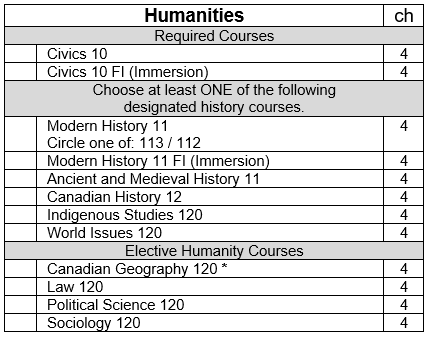 Humanities ch
Required Courses
Civics 10 4
Civics 10 FI (Immersion) 4
Choose at least ONE of the following
designated history courses.
Modern History 11 4
Circle one of: 113 / 112
Modern History 11 FI (Immersion) 4
Ancient and Medieval History 11 4
Canadian History 12 4
Indigenous Studies 120 4
World Issues 120 4
Elective Humanity Courses
Canadian Geography 120 * 4
Law 120 4
Political Science 120 4
Sociology 120 4